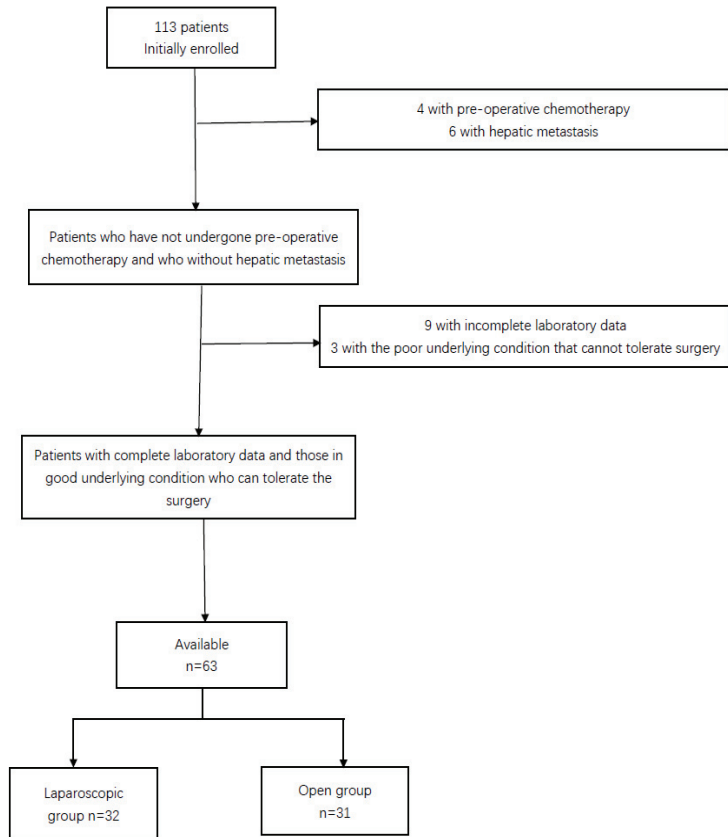 113 patients
Initially enrolled
4 with pre-operative chemotherapy
6 with hepatic metastasis
Patients who have not undergone pre-operative
chemotherapy and who without hepatic metastasis
9 with incomplete laboratory data
3 with the poor underlying condition that cannot tolerate surgery
Patients with complete laboratory data and those in
good underlying condition who can tolerate the
surgery
Available
n=63
Laparoscopic
group n=32
Open group
n=31